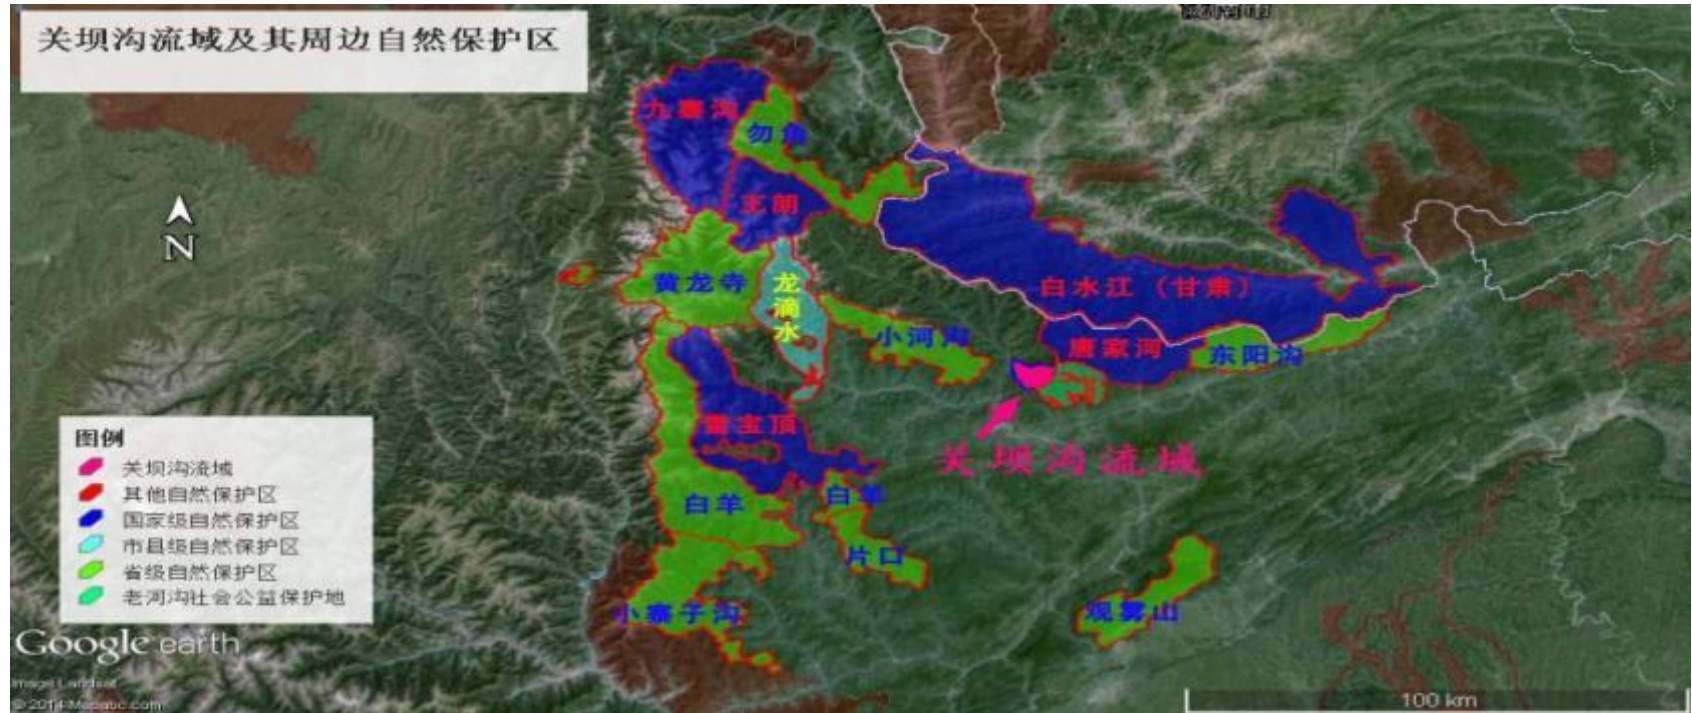 关坝沟流域及其周边自然保护区
九寨沟
勿角
王朗
N
黄龙寺
龙滴水
白水江（甘肃）
小河沟
唐家河
东阳沟
雪宝顶
关坝沟流域
图例
关坝沟流域
其他自然保护区
国家级自然保护区
市县级自然保护区
省级自然保护区
老河沟社会公益保护地
白羊
白羊
片口
小寨子沟
观雾山
Google earth
Image Landsat
© 2014 Mapabc.com
100 km